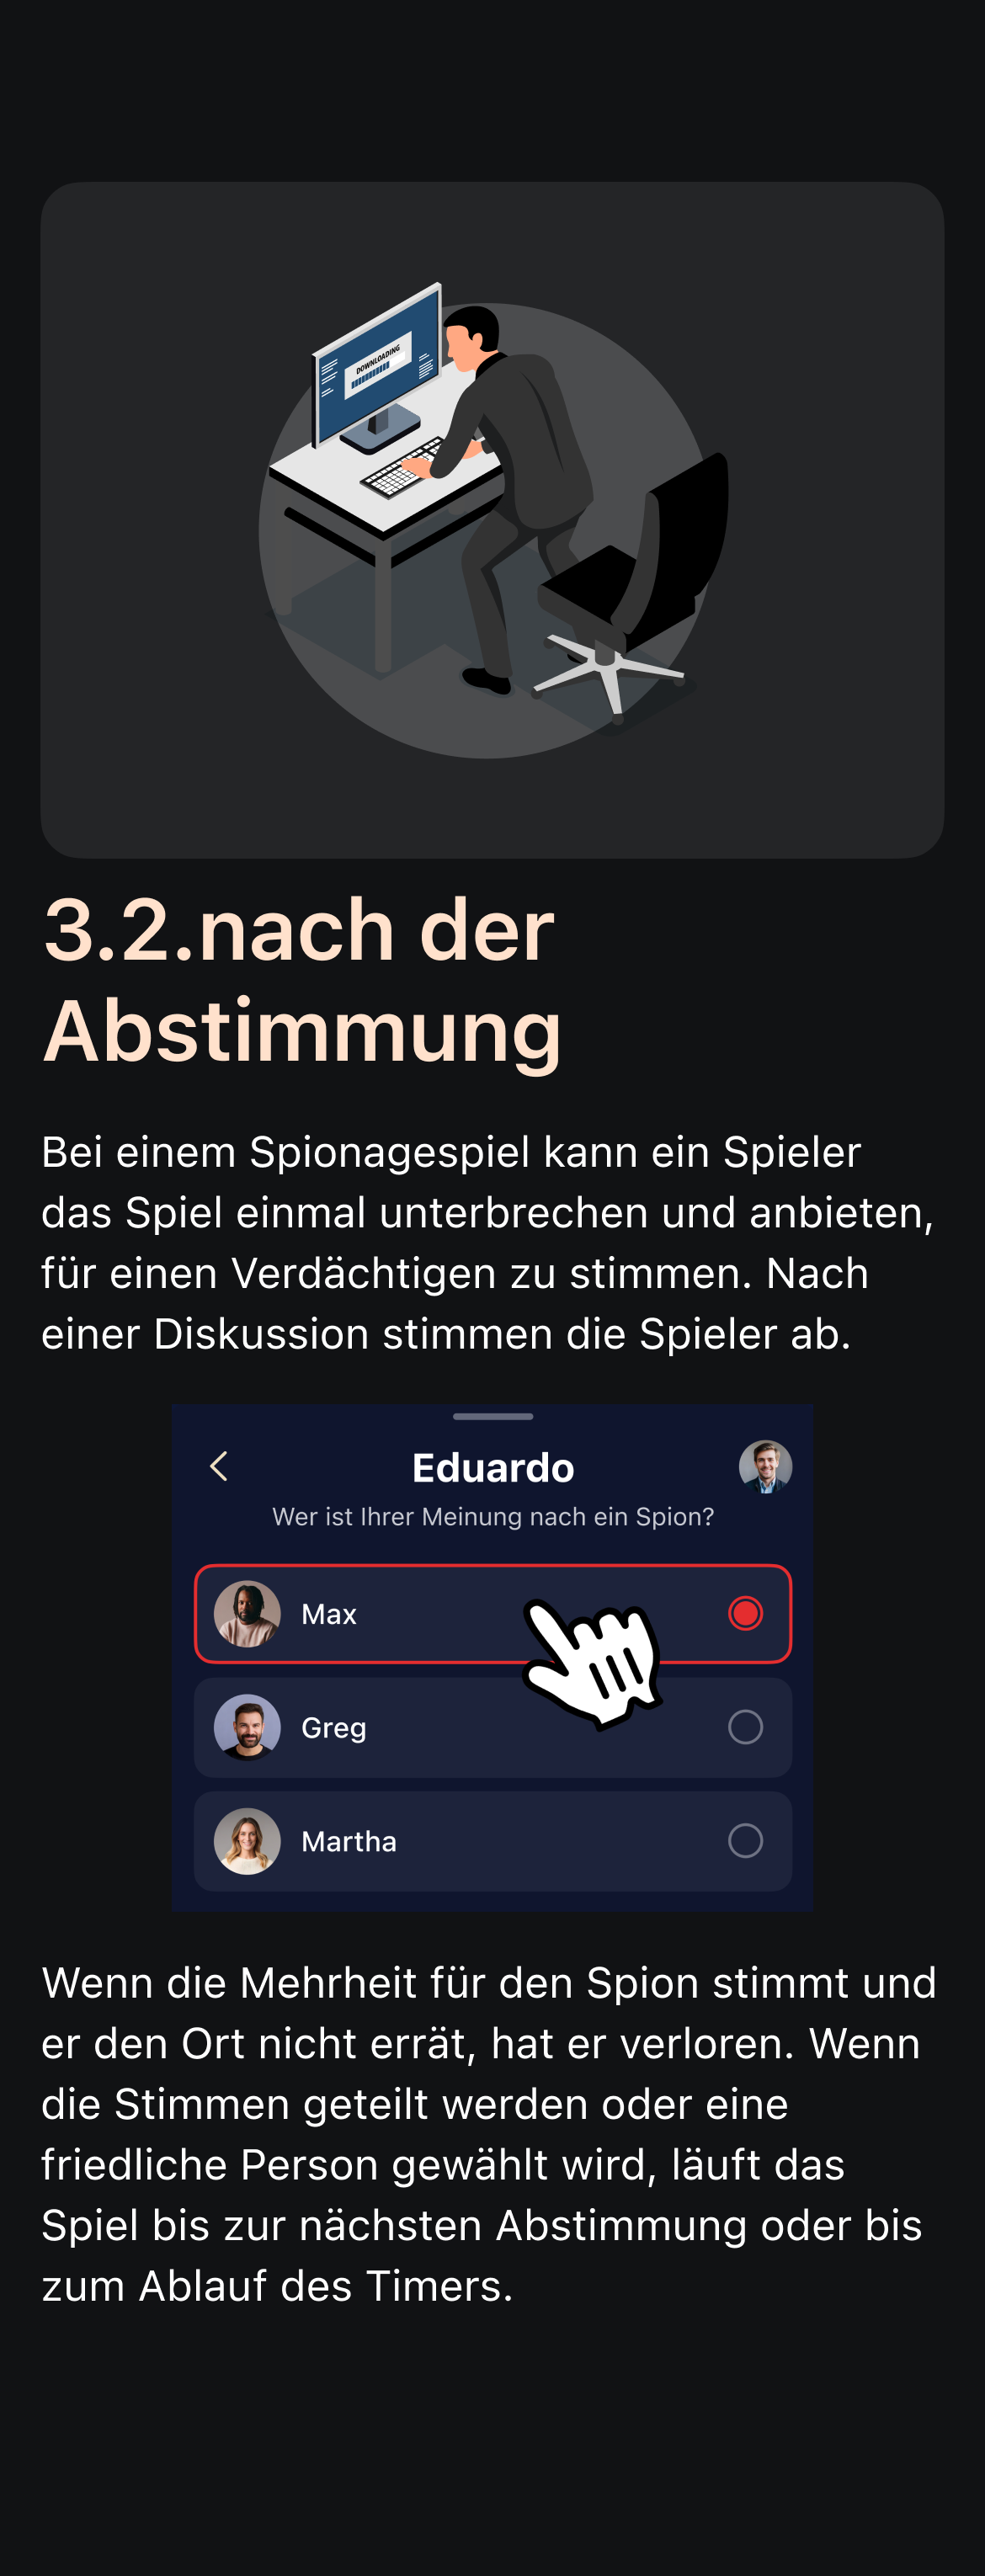 DOWNLOADING
3.2.nach der
Abstimmung
Bei einem Spionagespiel kann ein Spieler
das Spiel einmal unterbrechen und anbieten,
für einen Verdächtigen zu stimmen. Nach
einer Diskussion stimmen die Spieler ab.
Eduardo
Wer ist Ihrer Meinung nach ein Spion?
Max
Greg
Martha
Wenn die Mehrheit für den Spion stimmt und
er den Ort nicht errät, hat er verloren. Wenn
die Stimmen geteilt werden oder eine
friedliche Person gewählt wird, läuft das
Spiel bis zur nächsten Abstimmung oder bis
zum Ablauf des Timers.